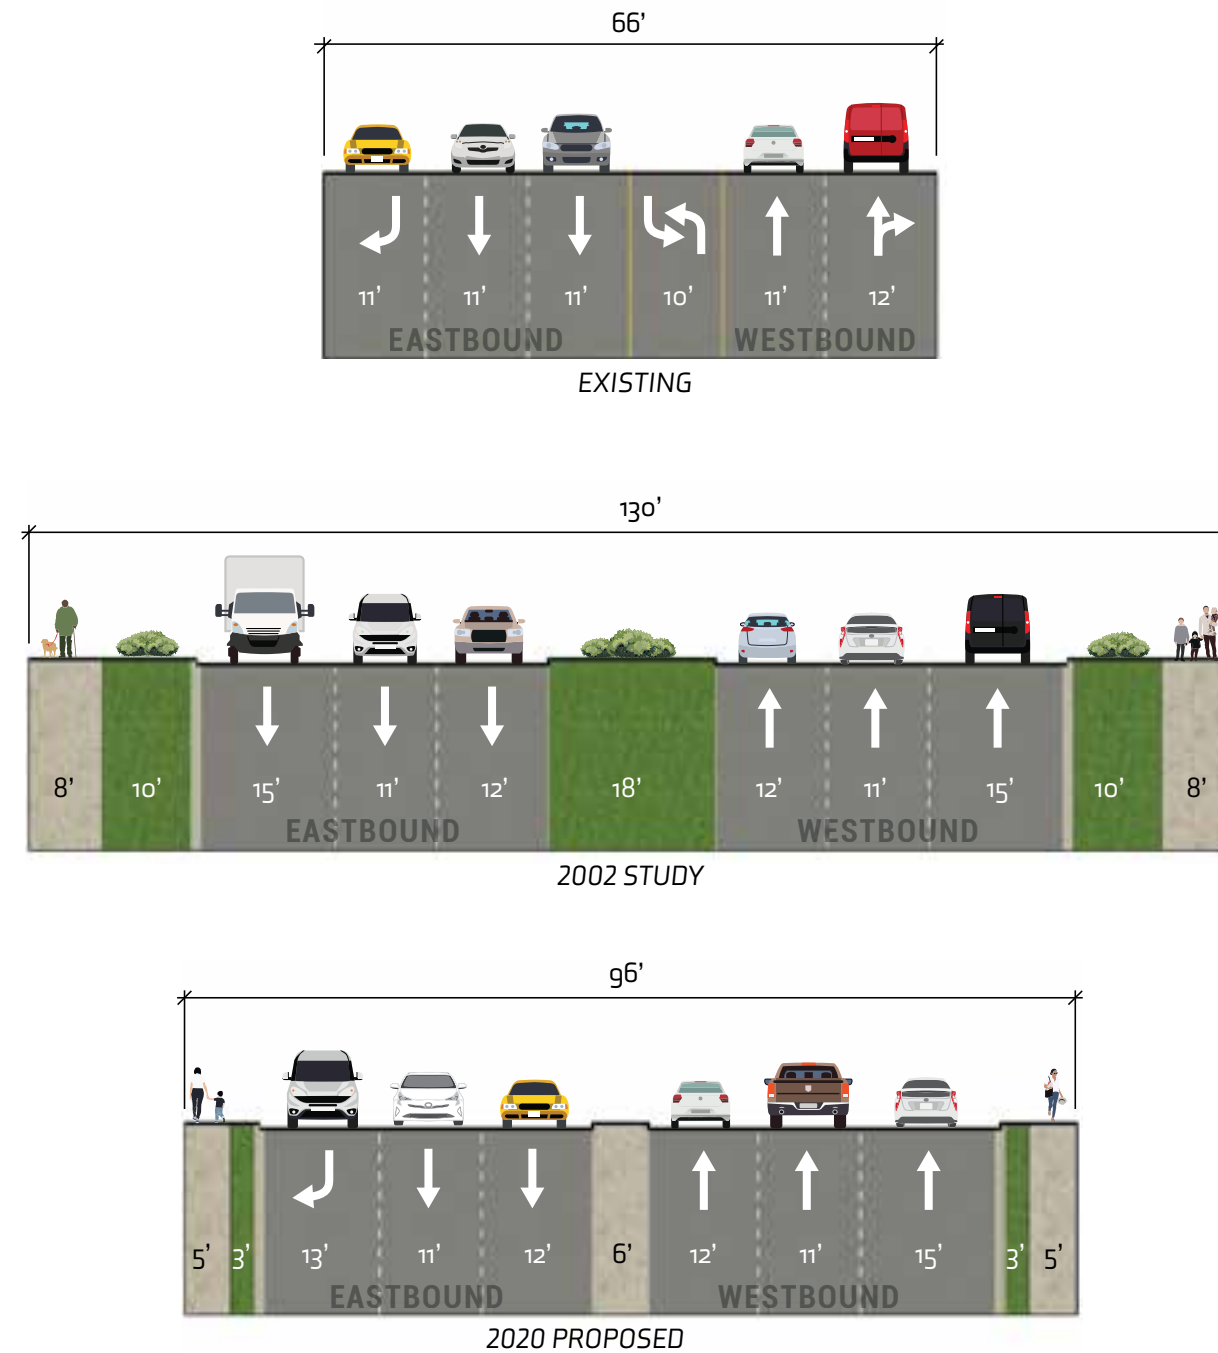 66’
11’ 11’ 11’ 10’ 11’ 12’
EASTBOUND WESTBOUND
EXISTING
130’
8’ 10’ 15’ 11’ 12’ 18’ 12’ 11’ 15’ 10’ 8’
EASTBOUND WESTBOUND
2002 STUDY
96’
5’ 3’ 13’ 11’ 12’ 6’ 12’ 11’ 15’ 3’ 5’
EASTBOUND WESTBOUND
2020 PROPOSED